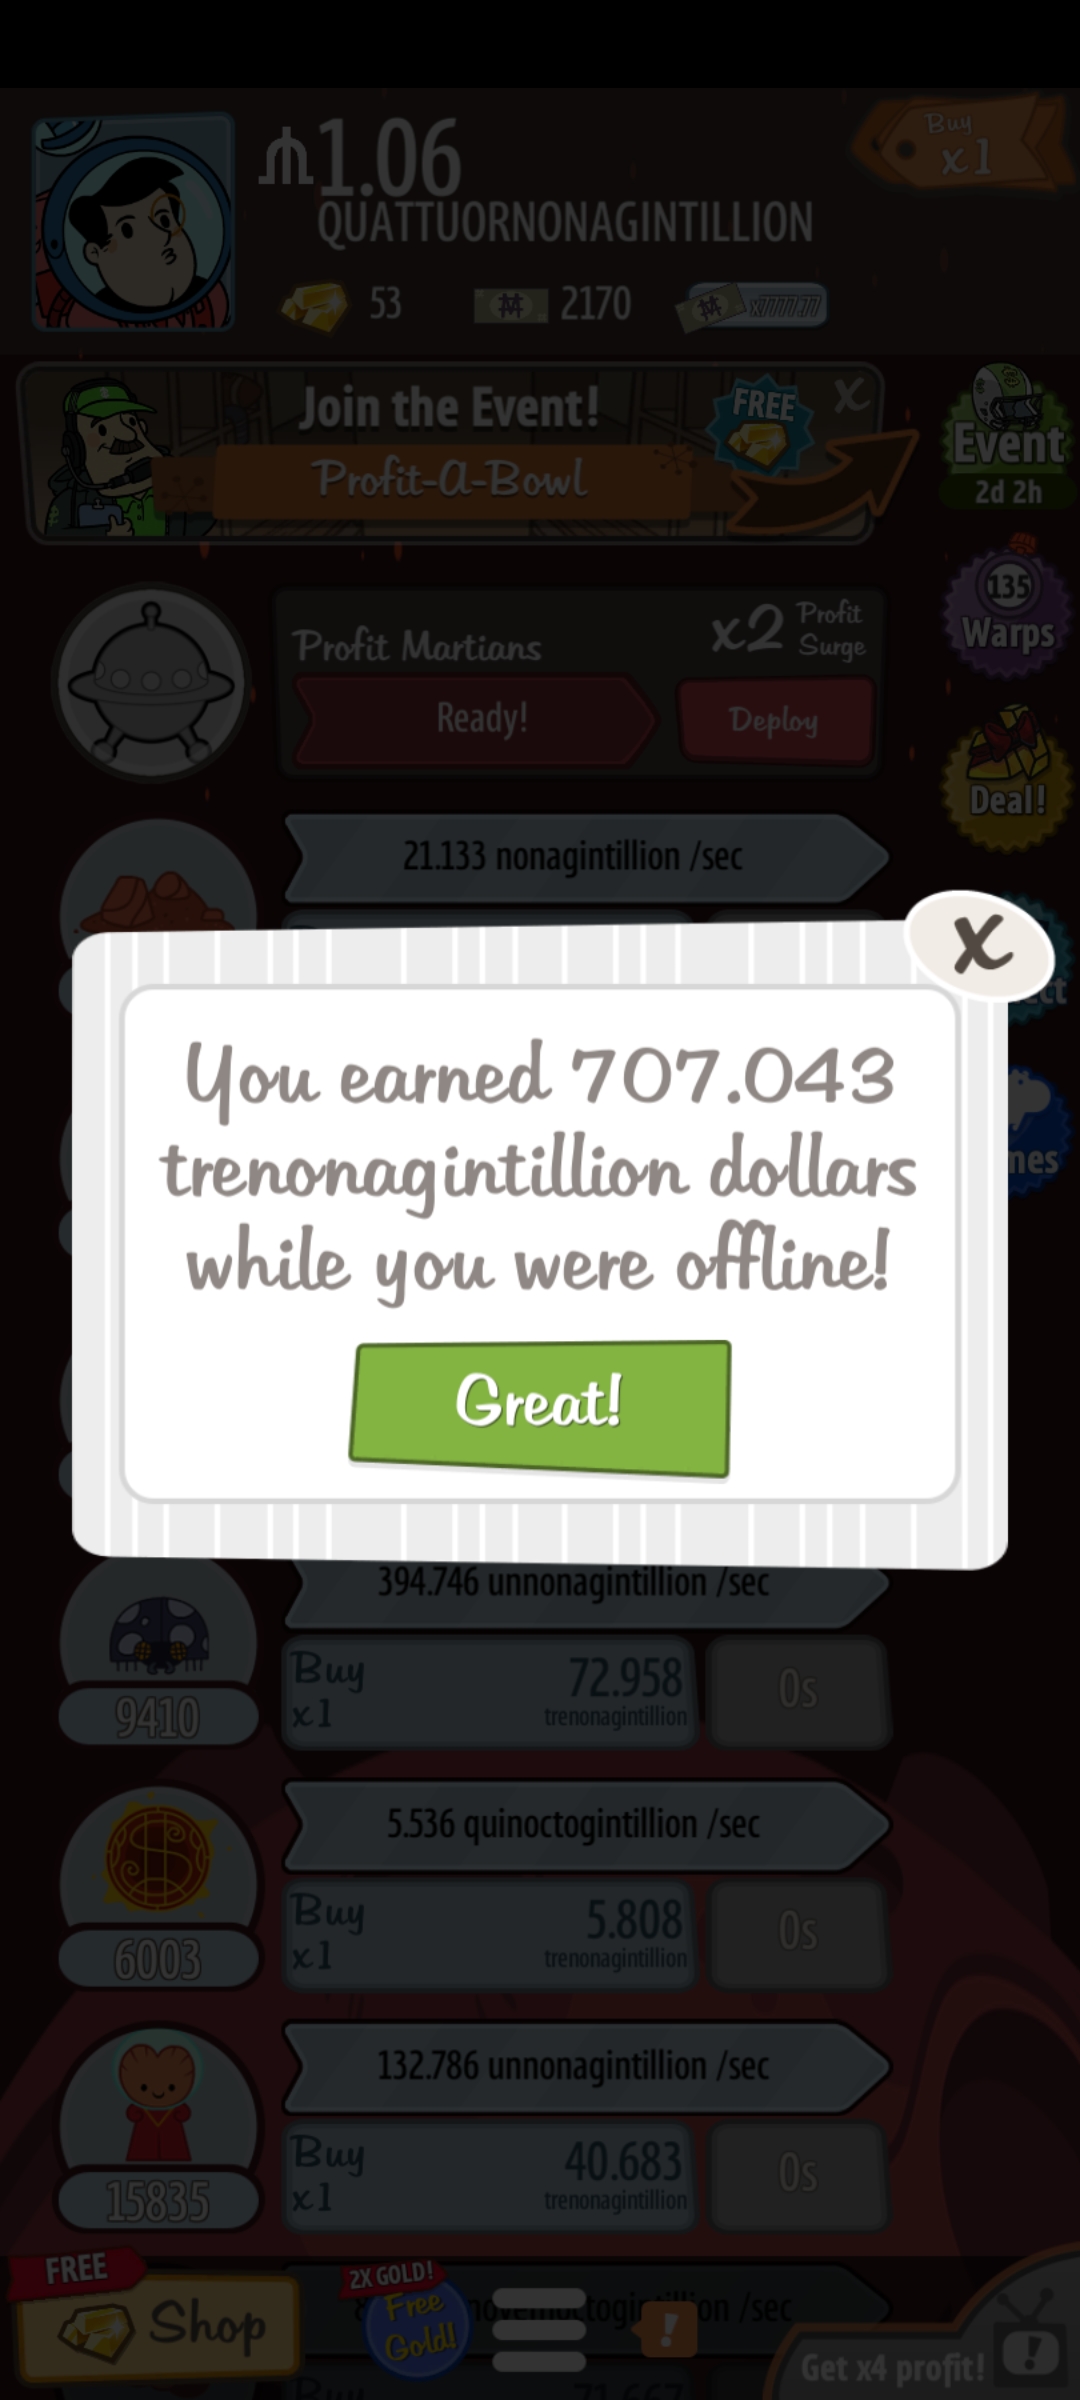 1.06
Buy
x1
QUATTUORNONAGINTILLION
53
2170
Join the Event!
FREE
X
Profit-A-Bowl
Event
2d 2h
Profit Martians
x2
Profit
Surge
135
Warps
Ready!
Deploy
Deal!
21.133 nonagintillion /sec
X
You earned 707.043
trenonagintillion dollars
while you were offline!
Great!
394.746 unnonagintillion /sec
Buy
x1
72.958
trenonagintillion
0s
9410
5.536 quinoctogintillion /sec
Buy
x1
5.808
trenonagintillion
0s
6003
132.786 unnonagintillion /sec
Buy
x1
40.683
trenonagintillion
0s
15835
FREE
Shop
2X GOLD!
Free
Gold!
/sec
!
Get x4 profit!
!
Buy